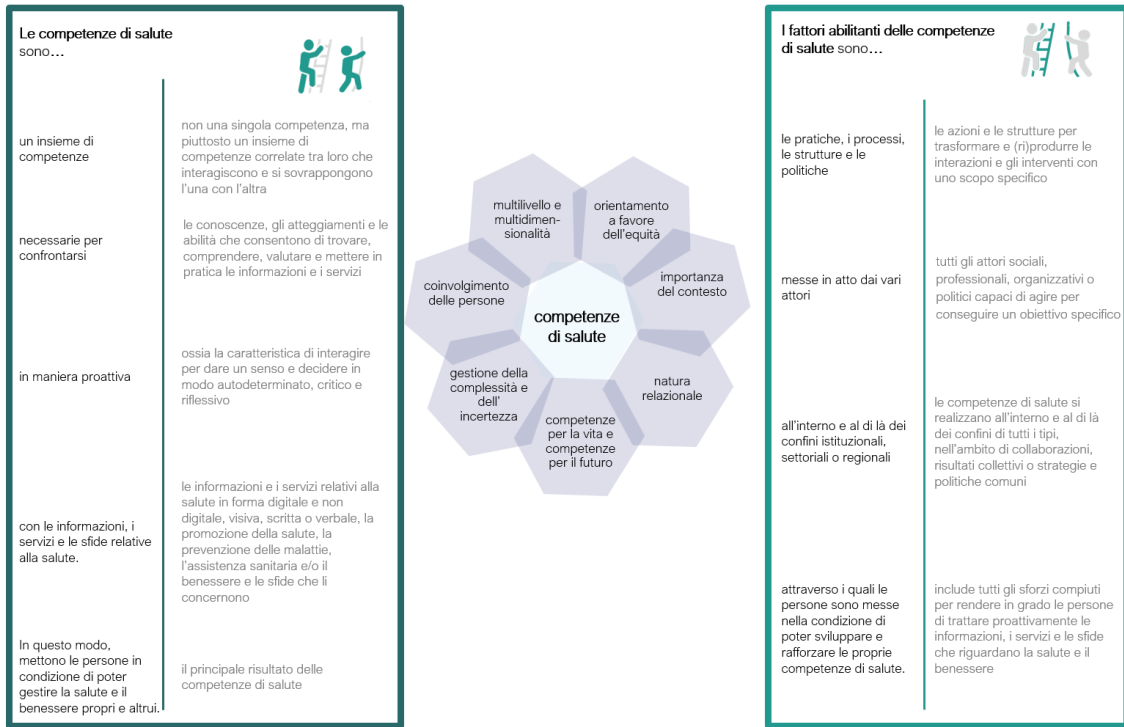 Le competenze di salute
sono...
un insieme di
competenze
non una singola competenza, ma
piuttosto un insieme di
competenze correlate tra loro che
interagiscono e si sovrappongono
l'una con l'altra
necessarie per
confrontarsi
le conoscenze, gli atteggiamenti e le
abilità che consentono di trovare,
comprendere, valutare e mettere in
pratica le informazioni e i servizi
in maniera proattiva
ossia la caratteristica di interagire
per dare un senso e decidere in
modo autodeterminato, critico e
riflessivo
con le informazioni, i
servizi e le sfide relative
alla salute.
le informazioni e i servizi relativi alla
salute in forma digitale e non
digitale, visiva, scritta o verbale, la
promozione della salute, la
prevenzione delle malattie,
l'assistenza sanitaria e/o il
benessere e le sfide che li
concernono
In questo modo,
mettono le persone in
condizione di poter
gestire la salute e il
benessere propri e altrui.
il principale risultato delle
competenze di salute
multilivello e
multidimen-
sionalità
orientamento
a favore
dell'equità
coinvolgimento
delle persone
importanza
del contesto
competenze
di salute
gestione della
complessità e
dell'
incertezza
natura
relazionale
competenze
per la vita e
competenze
per il futuro
I fattori abilitanti delle competenze
di salute sono...
le pratiche, i processi,
le strutture e le
politiche
le azioni e le strutture per
trasformare e (ri)produrre le
interazioni e gli interventi con
uno scopo specifico
messe in atto dai vari
attori
tutti gli attori sociali,
professionali, organizzativi o
politici capaci di agire per
conseguire un obiettivo specifico
all'interno e al di là dei
confini istituzionali,
settoriali o regionali
le competenze di salute si
realizzano all'interno e al di là
dei confini di tutti i tipi,
nell'ambito di collaborazioni,
risultati collettivi o strategie e
politiche comuni
attraverso i quali le
persone sono messe
nella condizione di
poter sviluppare e
rafforzare le proprie
competenze di salute.
include tutti gli sforzi compiuti
per rendere in grado le persone
di trattare proattivamente le
informazioni, i servizi e le sfide
che riguardano la salute e il
benessere